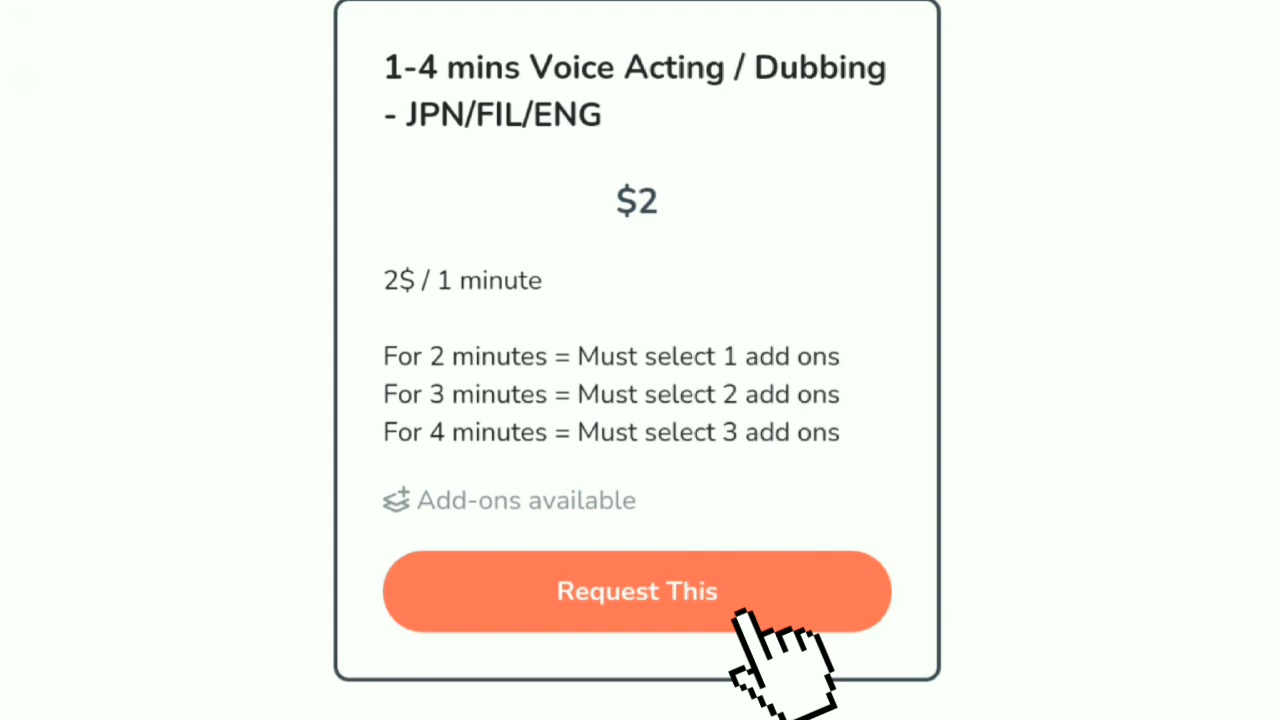 1-4 mins Voice Acting / Dubbing
- JPN/FIL/ENG
$2
2$ / 1 minute
For 2 minutes = Must select 1 add ons
For 3 minutes = Must select 2 add ons
For 4 minutes = Must select 3 add ons
Add-ons available
Request This